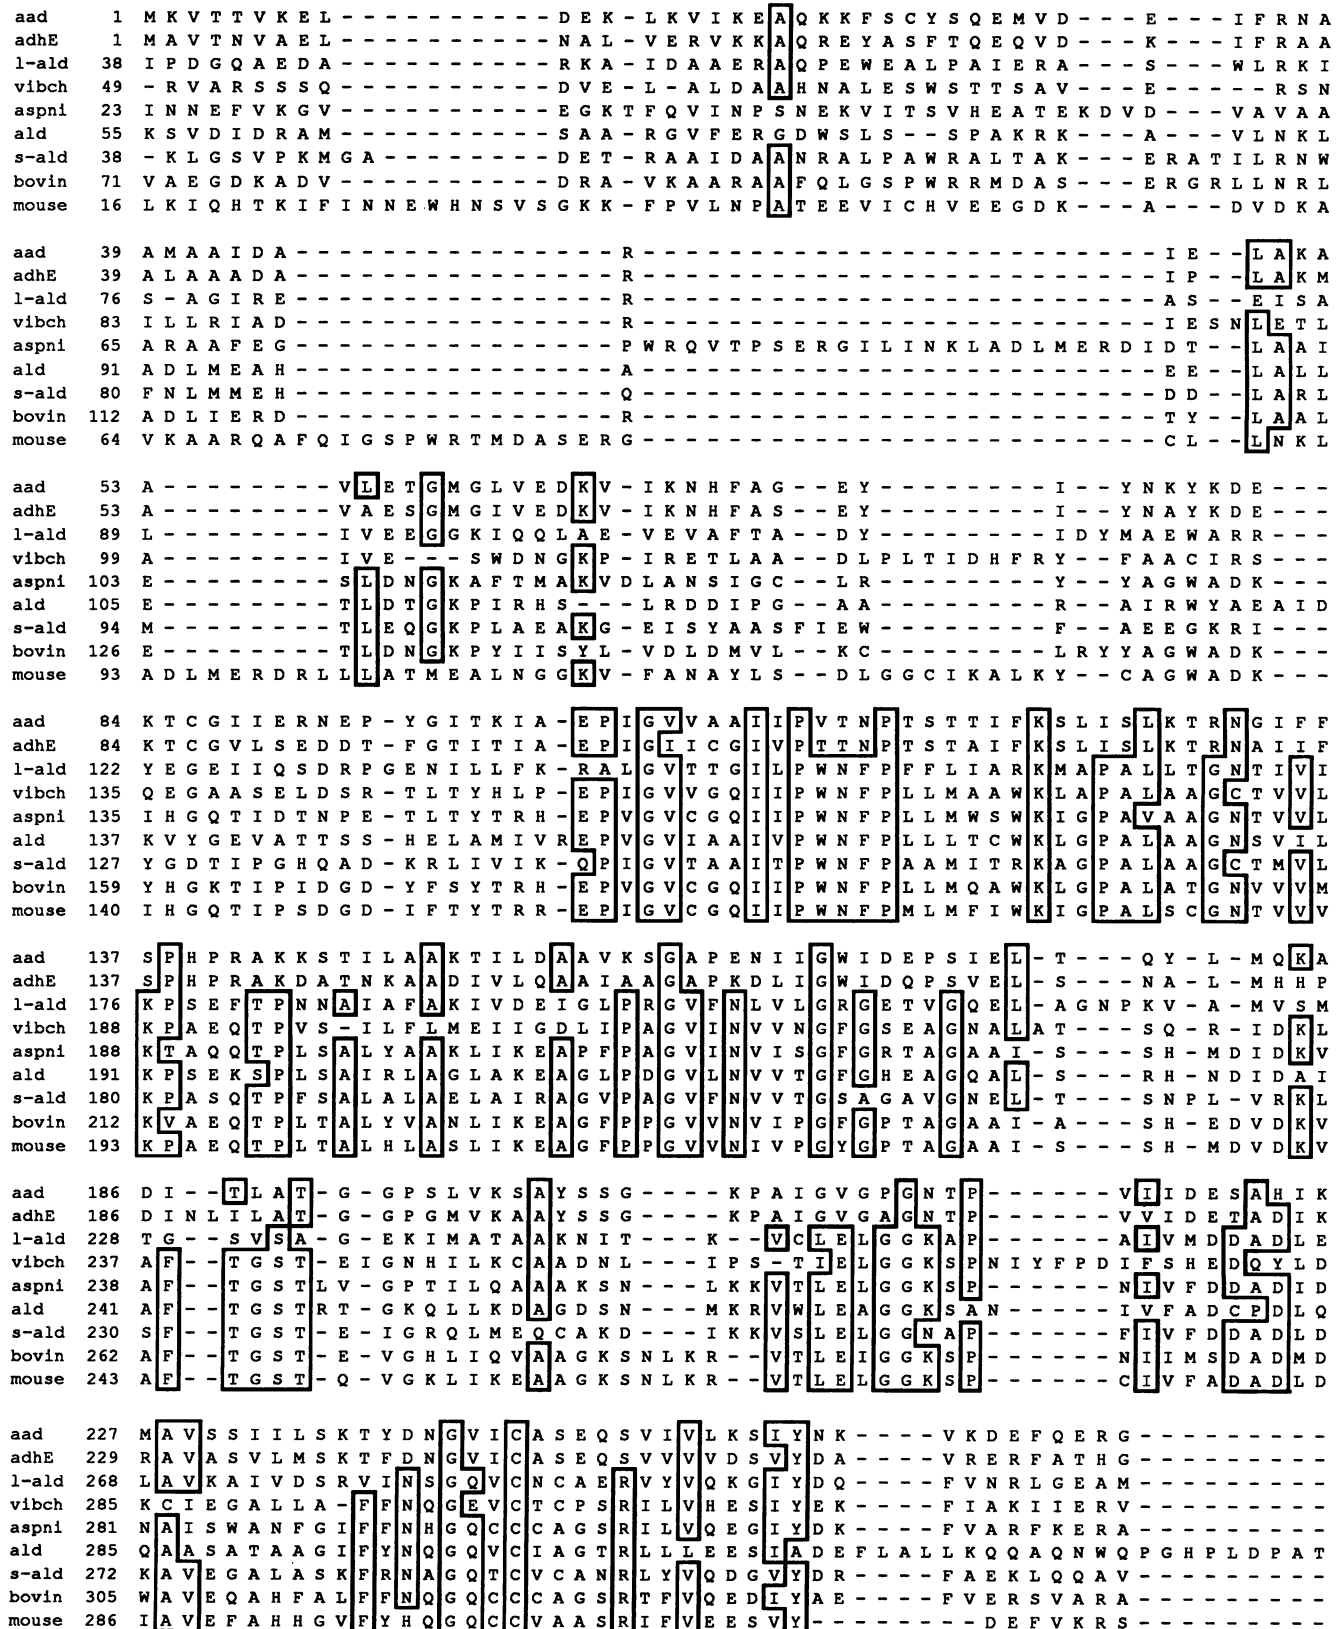 aad 1 M K V T T V K E L - - - - - - - - - - D E K - L K V I K E A Q K K F S C Y S Q E M V D - - - E - - - I F R N A
adhE 1 M A V T N V A E L - - - - - - - - - - N A L - V E R V K K A Q R E Y A S F T Q E Q V D - - - K - - - I F R A A
l-ald 38 I P D G Q A E D A - - - - - - - - - - R K A - I D A A E R A Q P E W E A L P A I E R A - - - S - - - W L R K I
vibch 49 - R V A R S S S Q - - - - - - - - - - D V E - L - A L D A A H N A L E S W S T T S A V - - - E - - - - - R S N
aspni 23 I N N E F V K G V - - - - - - - - - - E G K T F Q V I N P S N E K V I T S V H E A T E K D V D - - - V A V A A
ald 55 K S V D I D R A M - - - - - - - - - - S A A - R G V F E R G D W S L S - - S P A K R K - - - A - - - V L N K L
s-ald 38 - K L G S V P K M G A - - - - - - - - D E T - R A A I D A A N R A L P A W R A L T A K - - - E R A T I L R N W
bovin 71 V A E G D K A D V - - - - - - - - - - D R A - V K A A R A A F Q L G S P W R R M D A S - - - E R G R L L N R L
mouse 16 L K I Q H T K I F I N N E W H N S V S G K K - F P V L N P A T E E V I C H V E E G D K - - - A - - - D V D K A
aad 39 A M A A I D A - - - - - - - - - - - - - - - R - - - - - - - - - - - - - - - - - - - - - - - - I E - - L A K A
adhE 39 A L A A A D A - - - - - - - - - - - - - - - R - - - - - - - - - - - - - - - - - - - - - - - - I P - - L A K M
l-ald 76 S - A G I R E - - - - - - - - - - - - - - - R - - - - - - - - - - - - - - - - - - - - - - - - A S - - E I S A
vibch 83 I L L R I A D - - - - - - - - - - - - - - - R - - - - - - - - - - - - - - - - - - - - - - - - I E S N L E T L
aspni 65 A R A A F E G - - - - - - - - - - - - - - - P W R Q V T P S E R G I L I N K L A D L M E R D I D T - - L A A I
ald 91 A D L M E A H - - - - - - - - - - - - - - - A - - - - - - - - - - - - - - - - - - - - - - - - E E - - L A L L
s-ald 80 F N L M M E H - - - - - - - - - - - - - - - Q - - - - - - - - - - - - - - - - - - - - - - - - D D - - L A R L
bovin 112 A D L I E R D - - - - - - - - - - - - - - - R - - - - - - - - - - - - - - - - - - - - - - - - T Y - - L A A L
mouse 64 V K A A R Q A F Q I G S P W R T M D A S E R G - - - - - - - - - - - - - - - - - - - - - - - - C L - - L N K L
aad 53 A - - - - - - - - V L E T G M G L V E D K V - I K N H F A G - - E Y - - - - - - - - I - - Y N K Y K D E - - -
adhE 53 A - - - - - - - - V A E S G M G I V E D K V - I K N H F A S - - E Y - - - - - - - - I - - Y N A Y K D E - - -
l-ald 89 L - - - - - - - - I V E E G G K I Q Q L A E - V E V A F T A - - D Y - - - - - - - - I D Y M A E W A R R - - -
vibch 99 A - - - - - - - - I V E - - - S W D N G K P - I R E T L A A - - D L P L T I D H F R Y - - F A A C I R S - - -
aspni 103 E - - - - - - - - S L D N G K A F T M A K V D L A N S I G C - - L R - - - - - - - - Y - - Y A G W A D K - - -
ald 105 E - - - - - - - - T L D T G K P I R H S - - - L R D D I P G - - A A - - - - - - - - R - - A I R W Y A E A I D
s-ald 94 M - - - - - - - - T L E Q G K P L A E A K G - E I S Y A A S F I E W - - - - - - - - F - - A E E G K R I - - -
bovin 126 E - - - - - - - - T L D N G K P Y I I S Y L - V D L D M V L - - K C - - - - - - - - L R Y Y A G W A D K - - -
mouse 93 A D L M E R D R L L L A T M E A L N G G K V - F A N A Y L S - - D L G G C I K A L K Y - - C A G W A D K - - -
aad 84 K T C G I I E R N E P - Y G I T K I A - E P I G V V A A I I P V T N P T S T T I F K S L I S L K T R N G I F F
adhE 84 K T C G V L S E D D T - F G T I T I A - E P I G I I C G I V P T T N P T S T A I F K S L I S L K T R N A I I F
l-ald 122 Y E G E I I Q S D R P G E N I L L F K - R A L G V T T G I L P W N F P F F L I A R K M A P A L L T G N T I V I
vibch 135 Q E G A A S E L D S R - T L T Y H L P - E P I G V V G Q I I P W N F P L L M A A W K L A P A L A A G C T V V L
aspni 135 I H G Q T I D T N P E - T L T Y T R H - E P V G V C G Q I I P W N F P L L M W S W K I G P A V A A G N T V V L
ald 137 K V Y G E V A T T S S - H E L A M I V R E P V G V I A A I V P W N F P L L L T C W K L G P A L A A G N S V I L
s-ald 127 Y G D T I P G H Q A D - K R L I V I K - Q P I G V T A A I T P W N F P A A M I T R K A G P A L A A G C T M V L
bovin 159 Y H G K T I P I D G D - Y F S Y T R H - E P V G V C G Q I I P W N F P L L M Q A W K L G P A L A T G N V V V M
mouse 140 I H G Q T I P S D G D - I F T Y T R R - E P I G V C G Q I I P W N F P M L M F I W K I G P A L S C G N T V V V
aad 137 S P H P R A K K S T I L A A K T I L D A A V K S G A P E N I I G W I D E P S I E L - T - - - Q Y - L - M Q K A
adhE 137 S P H P R A K D A T N K A A D I V L Q A A I A A G A P K D L I G W I D Q P S V E L - S - - - N A - L - M H H P
l-ald 176 K P S E F T P N N A I A F A K I V D E I G L P R G V F N L V L G R G E T V G Q E L - A G N P K V - A - M V S M
vibch 188 K P A E Q T P V S - I L F L M E I I G D L I P A G V I N V V N G F G S E A G N A L A T - - - S Q - R - I D K L
aspni 188 K T A Q Q T P L S A L Y A A K L I K E A P F P A G V I N V I S G F G R T A G A A I - S - - - S H - M D I D K V
ald 191 K P S E K S P L S A I R L A G L A K E A G L P D G V L N V V T G F G H E A G Q A L - S - - - R H - N D I D A I
s-ald 180 K P A S Q T P F S A L A L A E L A I R A G V P A G V F N V V T G S A G A V G N E L - T - - - S N P L - V R K L
bovin 212 K V A E Q T P L T A L Y V A N L I K E A G F P P G V V N V I P G F G P T A G A A I - A - - - S H - E D V D K V
mouse 193 K P A E Q T P L T A L H L A S L I K E A G F P P G V V N I V P G Y G P T A G A A I - S - - - S H - M D V D K V
aad 186 D I - - T L A T - G - G P S L V K S A Y S S G - - - - K P A I G V G P G N T P - - - - - - V I I D E S A H I K
adhE 186 D I N L I L A T - G - G P G M V K A A Y S S G - - - - K P A I G V G A G N T P - - - - - - V V I D E T A D I K
l-ald 228 T G - - S V S A - G - E K I M A T A A K N I T - - - - K - - V C L E L G G K A P - - - - - - A I V M D D A D L E
vibch 237 A F - - T G S T - E I G N H I L K C A A D N L - - - I P S - T I E L G G K S P N I Y F P D I F S H E D Q Y L D
aspni 238 A F - - T G S T L V - G P T I L Q A A A K S N - - - L K K V T L E L G G K S P - - - - - - N I V F D D A D I D
ald 241 A F - - T G S T R T - G K Q L L K D A G D S N - - - M K R V W L E A G G K S A N - - - - - - I V F A D C P D L Q
s-ald 230 S F - - T G S T - E - I G R Q L M E Q C A K D - - - I K K V S L E L G G N A P - - - - - - F I V F D D A D L D
bovin 262 A F - - T G S T - E - V G H L I Q V A A G K S N L K R - - V T L E I G G K S P - - - - - - N I I M S D A D M D
mouse 243 A F - - T G S T - Q - V G K L I K E A A G K S N L K R - - V T L E L G G K S P - - - - - - C I V F A D A D L D
aad 227 M A V S S I I L S K T Y D N G V I C A S E Q S V I V L K S I Y N K - - - - V K D E F Q E R G - - - - - - - - -
adhE 229 R A V A S V L M S K T F D N G V I C A S E Q S V V V V D S V Y D A - - - - V R E R F A T H G - - - - - - - - -
l-ald 268 L A V K A I V D S R V I N S G Q V C N C A E R V Y V Q K G I Y D Q - - - - F V N R L G E A M - - - - - - - - -
vibch 285 K C I E G A L L A - F F N Q G E V C T C P S R I L V H E S I Y E K - - - - F I A K I I E R V - - - - - - - - -
aspni 281 N A I S W A N F G I F F N H G Q C C C A G S R I L V Q E G I Y D K - - - - F V A R F K E R A - - - - - - - - -
ald 285 Q A A S A T A A G I F Y N Q G Q V C I A G T R L L L E E S I A D E F L A L L K Q Q A Q N W Q P G H P L D P A T
s-ald 272 K A V E G A L A S K F R N A G Q T C V C A N R L Y V Q D G V Y D R - - - - F A E K L Q Q A V - - - - - - - - -
bovin 305 W A V E Q A H F A L F F N Q G Q C C C A G S R T F V Q E D I Y A E - - - - F V E R S V A R A - - - - - - - - -
mouse 286 I A V E F A H H G V F Y H Q G Q C C V A A S R I F V E E S V Y - - - - - - - - D E F V K R S - - - - - - - - -